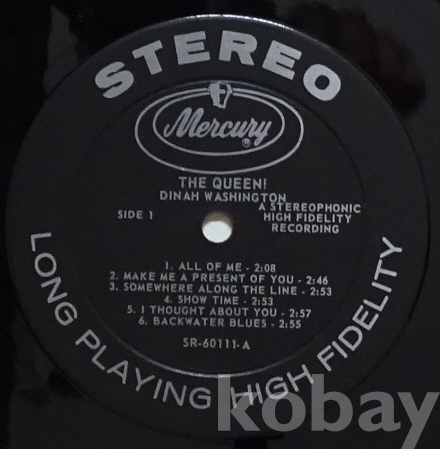 STEREO
Mercury
THE QUEEN!
DINAH WASHINGTON
SIDE 1
A STEREOPHONIC
HIGH FIDELITY
RECORDING
1. ALL OF ME - 2:08
2. MAKE ME A PRESENT OF YOU - 2:46
3. SOMEWHERE ALONG THE LINE - 2:53
4. SHOW TIME - 2:53
5. I THOUGHT ABOUT YOU - 2:57
6. BACKWATER BLUES - 2:55
SR-60111-A
LONG PLAYING HIGH FIDELITY
kobay